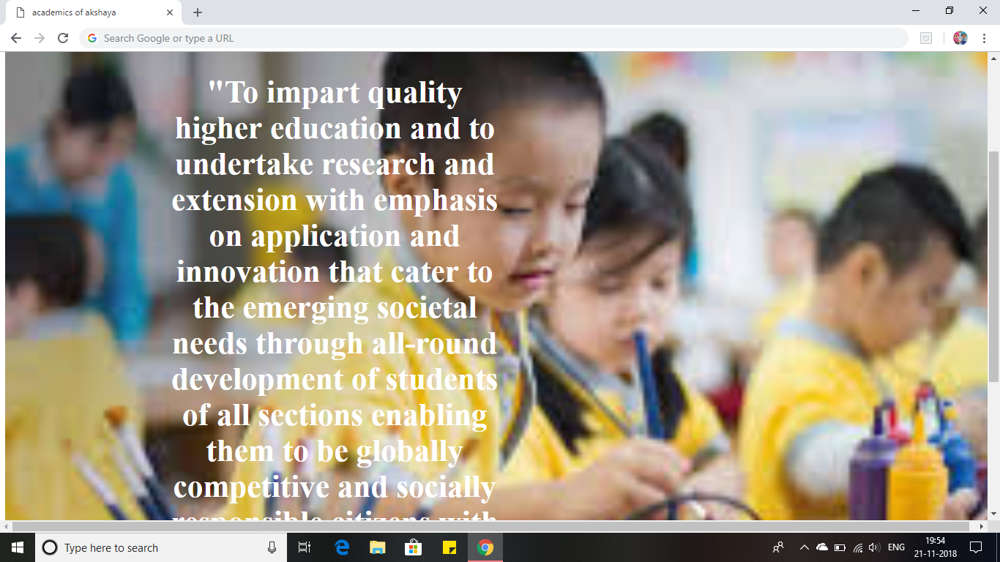 academics of akshaya
Search Google or type a URL
"To impart quality
higher education and to
undertake research and
extension with emphasis
on application and
innovation that cater to
the emerging societal
needs through all-round
development of students
of all sections enabling
them to be globally
competitive and socially
responsible citizens with
Type here to search
ENG
19:54
21-11-2018